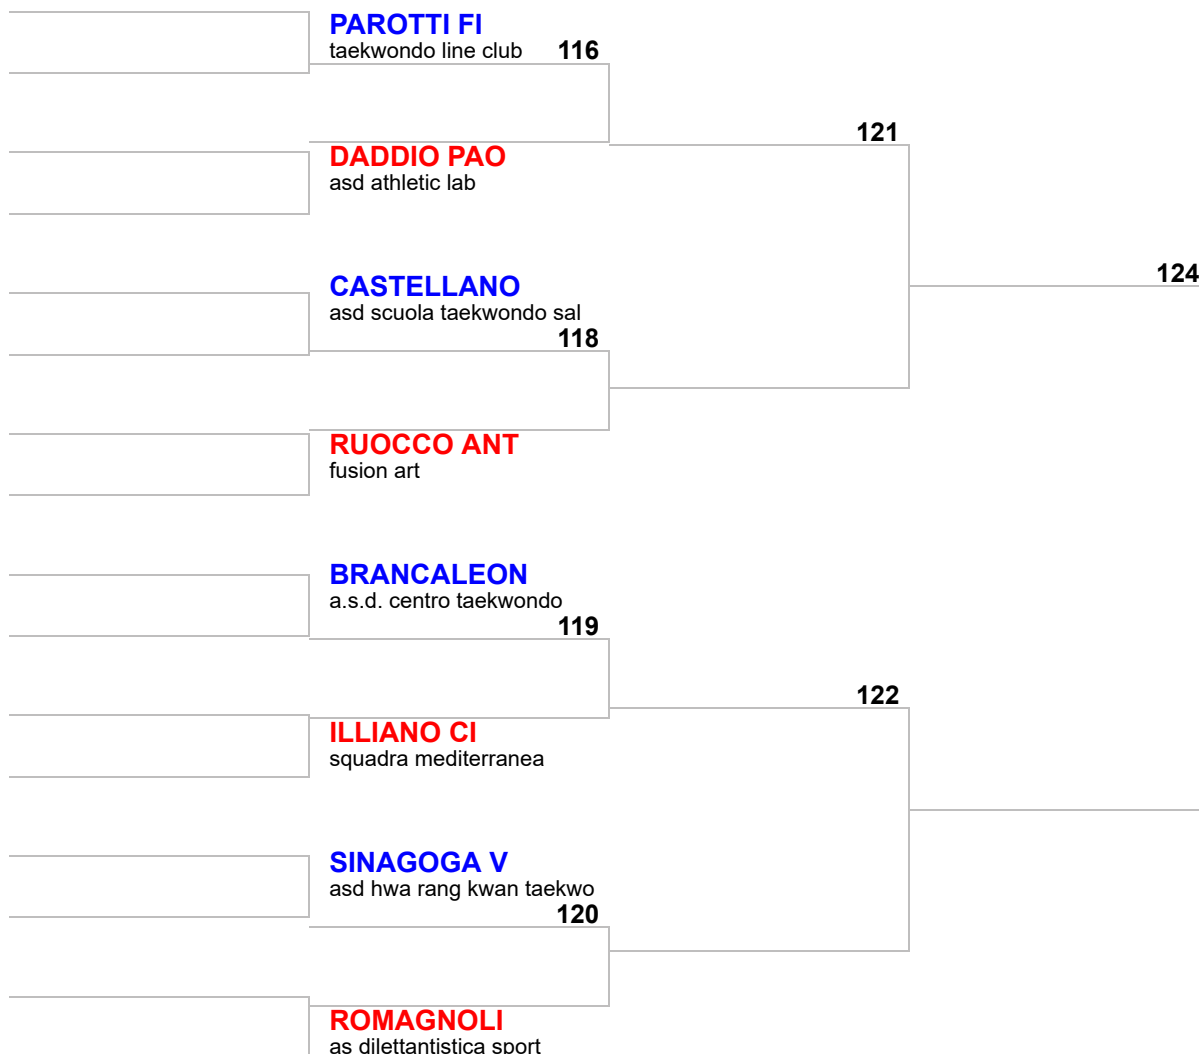 PAROTTI FI
taekwondo line club
116
121
DADDIO PAO
asd athletic lab
124
CASTELLANO
asd scuola taekwondo sal
118
RUOCCO ANT
fusion art
BRANCALEON
a.s.d. centro taekwondo
119
122
ILLIANO CI
squadra mediterranea
SINAGOGA V
asd hwa rang kwan taekwo
120
ROMAGNOLI
as dilettantistica sport